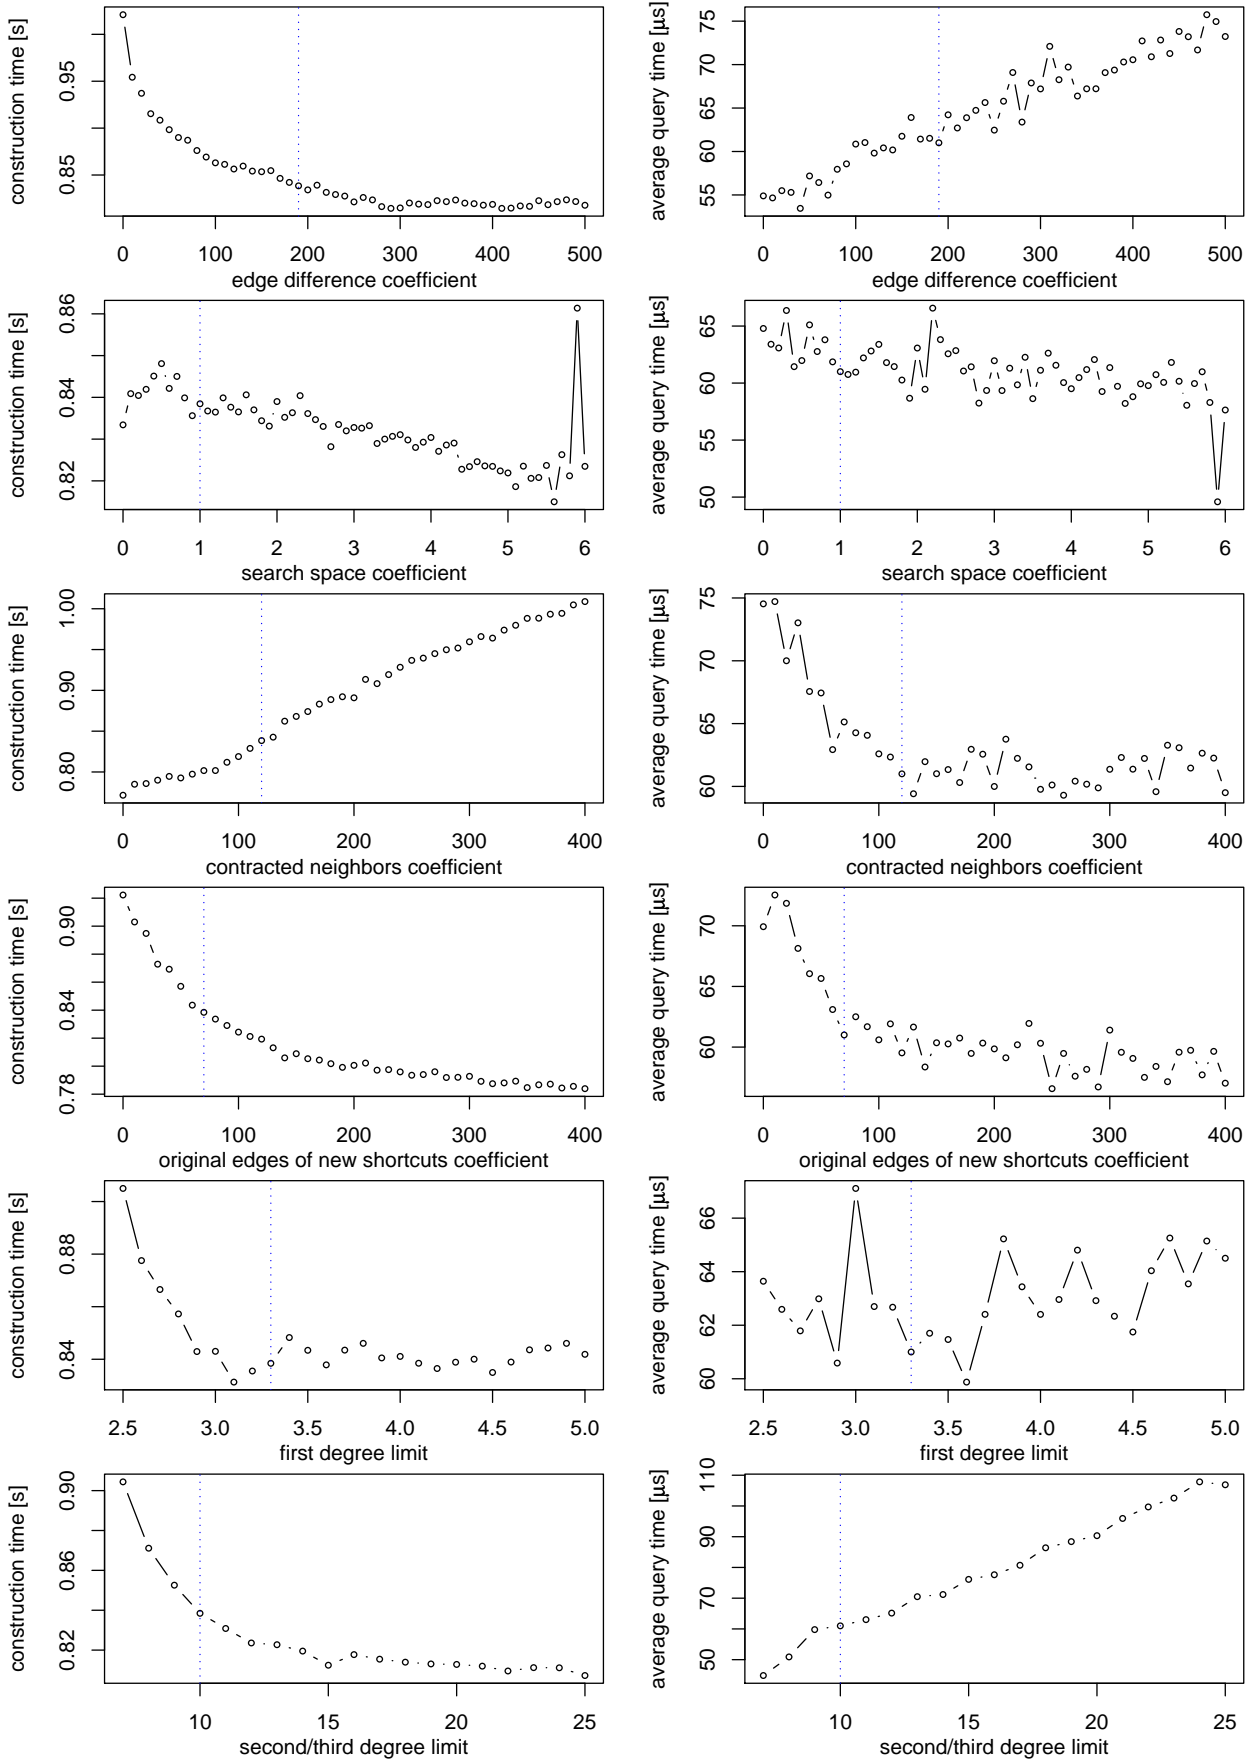 construction time [s]
0.85 0.95
0 100 200 300 400 500
edge difference coefficient
average query time [µs]
55 60 65 70 75
0 100 200 300 400 500
edge difference coefficient
construction time [s]
0.82 0.84 0.86
0 1 2 3 4 5 6
search space coefficient
average query time [µs]
50 55 60 65
0 1 2 3 4 5 6
search space coefficient
construction time [s]
0.80 0.90 1.00
0 100 200 300 400
contracted neighbors coefficient
average query time [µs]
60 65 70 75
0 100 200 300 400
contracted neighbors coefficient
construction time [s]
0.78 0.84 0.90
0 100 200 300 400
original edges of new shortcuts coefficient
average query time [µs]
60 65 70
0 100 200 300 400
original edges of new shortcuts coefficient
construction time [s]
0.84 0.88
2.5 3.0 3.5 4.0 4.5 5.0
first degree limit
average query time [µs]
60 62 64 66
2.5 3.0 3.5 4.0 4.5 5.0
first degree limit
construction time [s]
0.82 0.86 0.90
10 15 20 25
second/third degree limit
average query time [µs]
50 70 90 110
10 15 20 25
second/third degree limit